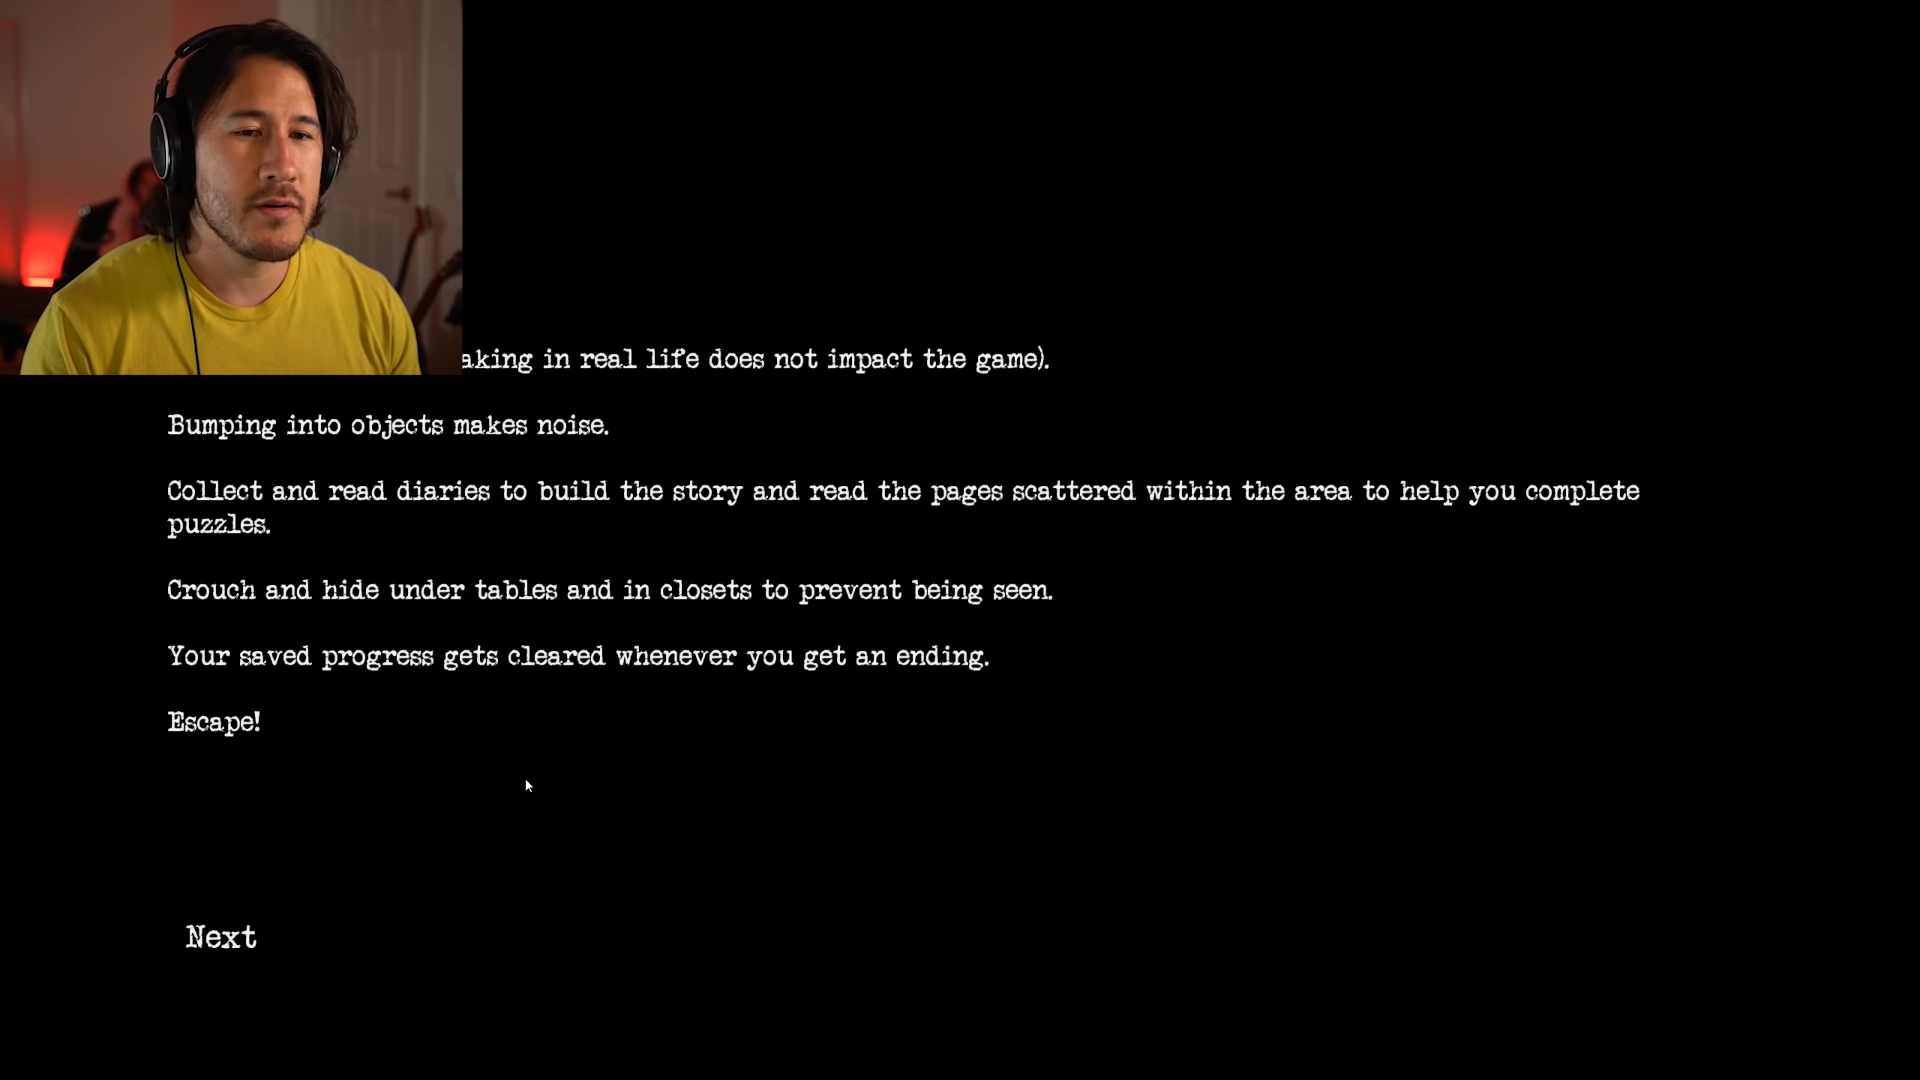 in real life does not impact the game).
Bumping into objects makes noise.
Collect and read diaries to build the story and read the pages scattered within the area to help you complete
puzzles.
Crouch and hide under tables and in closets to prevent being seen.
Your saved progress gets cleared whenever you get an ending.
Escape!
Next